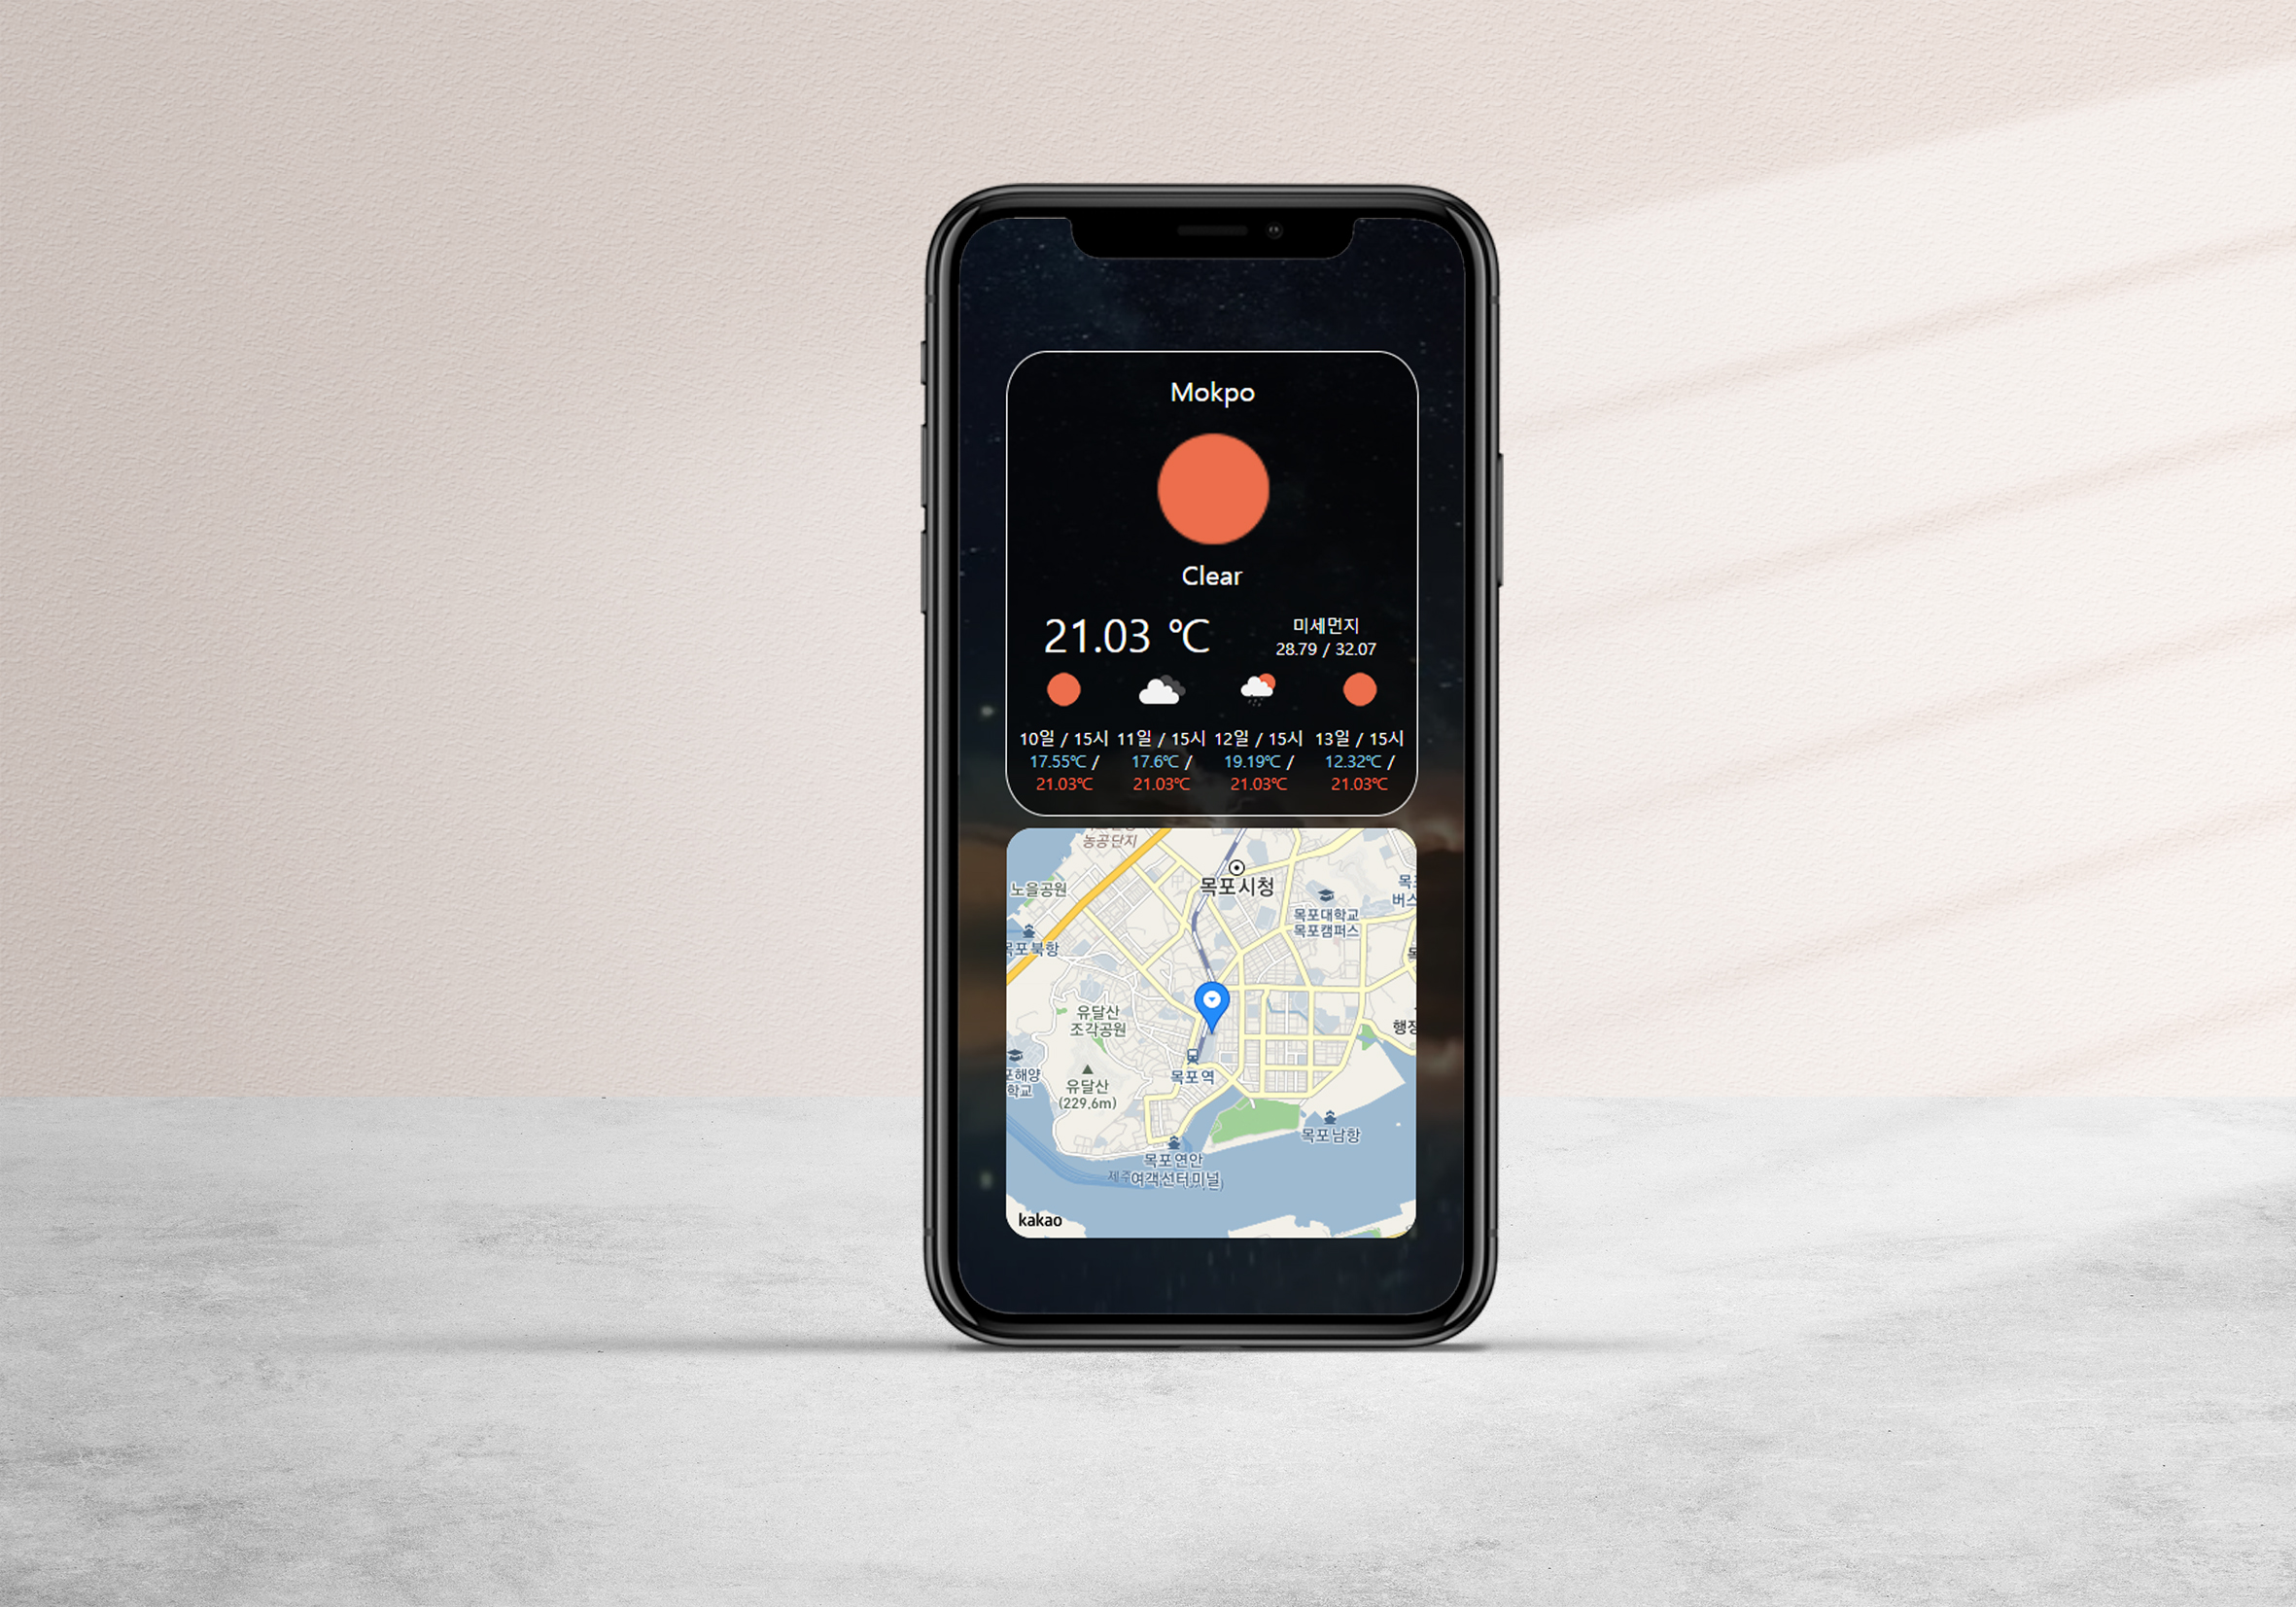 Mokpo
Clear
21.03 ℃
미세먼지
28.79 / 32.07
10일 / 15시
17.55℃ /
21.03℃
11일 / 15시
17.6℃ /
21.03℃
12일 / 15시
19.19℃ /
21.03℃
13일 / 15시
12.32℃ /
21.03℃
농공단지
노을공원
목포시청
목포대학교
목포캠퍼스
목포북항
유달산
조각공원
목포역
유달산
(229.6m)
학교
목포남항
목포연안
제주여객선터미널
kakao